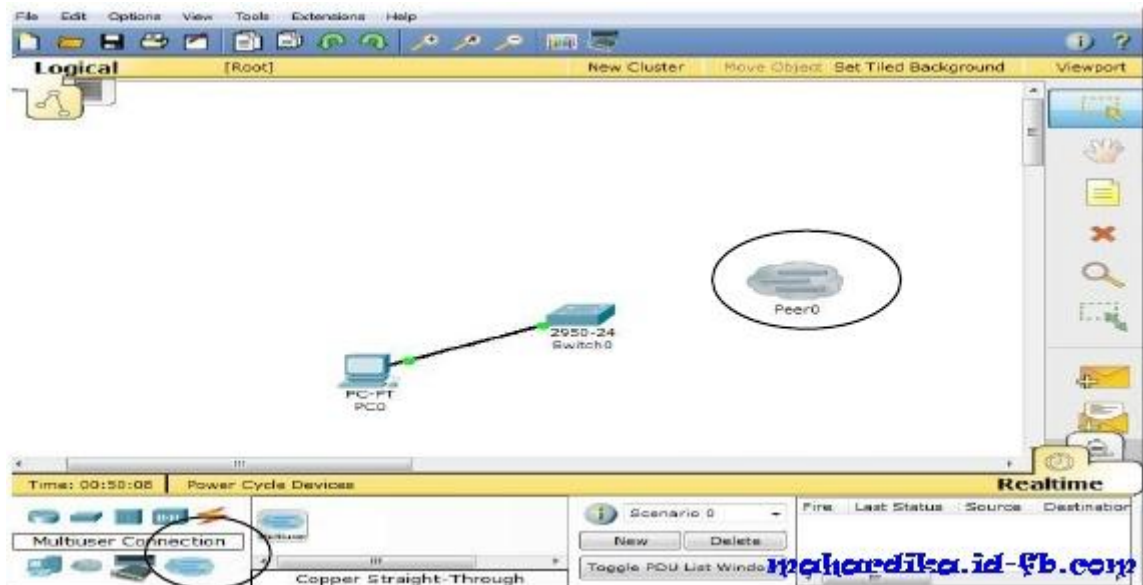 File Edit Options View Tools Extensions Help
Logical [Root] New Cluster Move Object Set Tiled Background Viewport
Peer0
2950-24
Switch0
PC-PT
PC0
Time: 00:50:08 Power Cycle Devices Realtime
Multiuser Connection
Multiuser
Copper Straight-Through
Scenario 0
New Delete
Toggle PDU List Window
Fire Last Status Source Destination
mahardika.id-fb.com